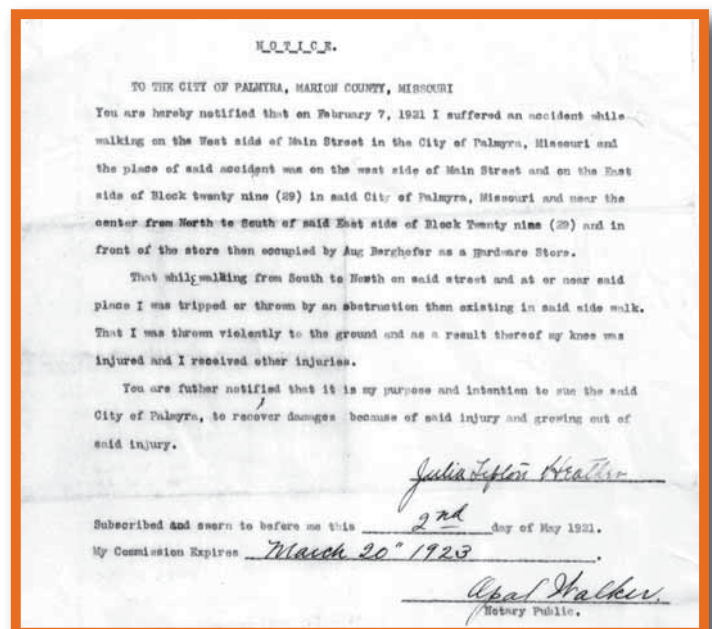 N O T I C E.
TO THE CITY OF PALMYRA, MARION COUNTY, MISSOURI
You are hereby notified that on February 7, 1921 I suffered an accident while
walking on the West side of Main Street in the City of Palmyra, Missouri and
the place of said accident was on the west side of Main Street and on the East
side of Block twenty nine (29) in said City of Palmyra, Missouri and near the
center from North to South of said East side of Block Twenty nine (29) and in
front of the store then occupied by Aug Berghofer as a Hardware Store.
That while walking from South to North on said street and at or near said
place I was tripped or thrown by an obstruction then existing in said side walk.
That I was thrown violently to the ground and as a result thereof my knee was
injured and I received other injuries.
You are futher notified that it is my purpose and intention to sue the said
City of Palmyra, to recover damages because of said injury and growing out of
said injury.
Julia Heather
Subscribed and sworn to before me this 2nd day of May 1921.
My Commission Expires March 20" 1923.
Opal Walker.
Notary Public.